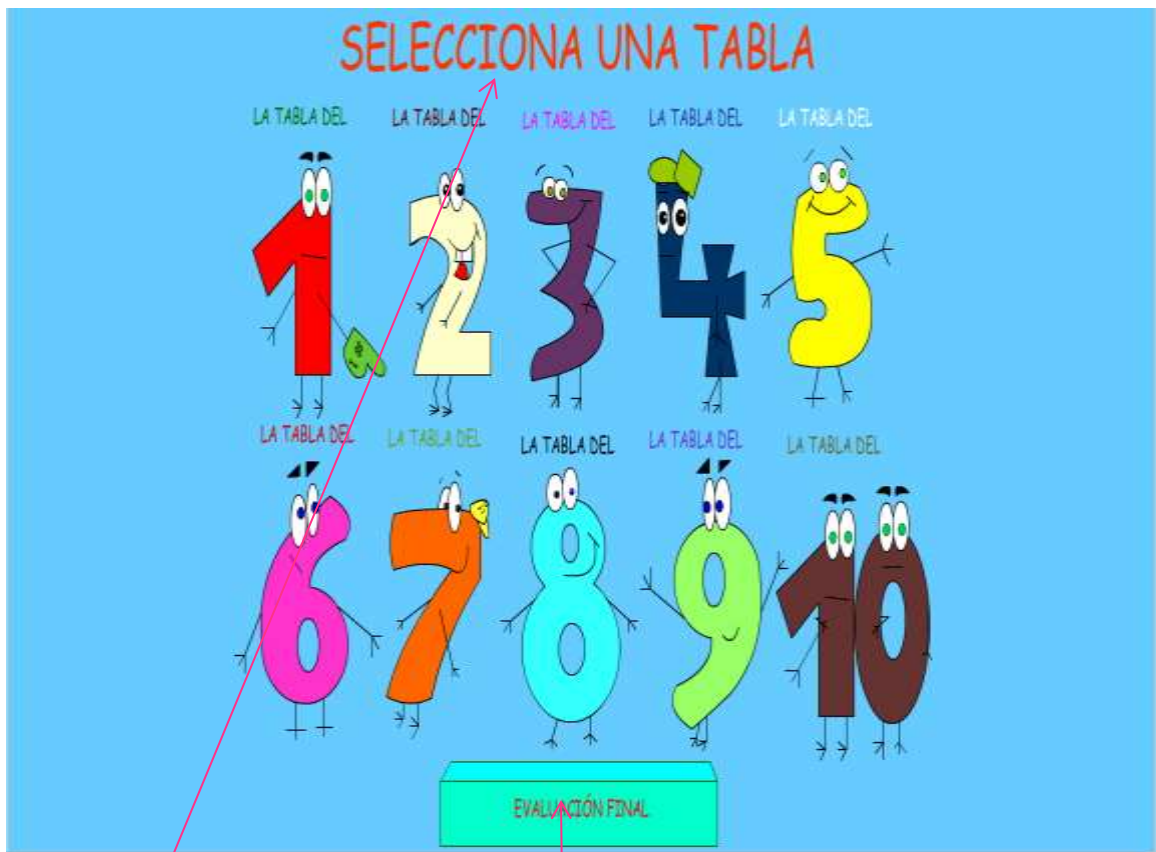 SELECCIONA UNA TABLA
LA TABLA DEL LA TABLA DEL LA TABLA DEL LA TABLA DEL LA TABLA DEL
1 2 3 4 5
LA TABLA DEL LA TABLA DEL LA TABLA DEL LA TABLA DEL LA TABLA DEL
6 7 8 9 10
EVALUACIÓN FINAL